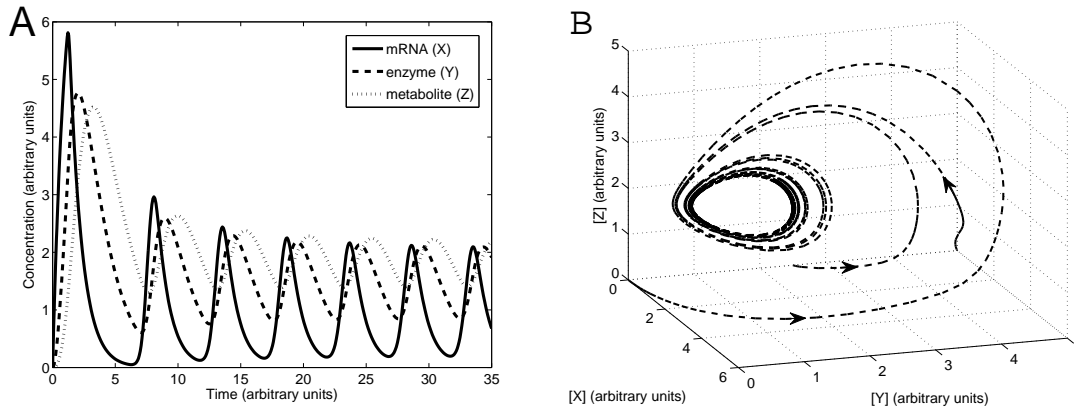 A
Concentration (arbitrary units)
6
5
4
3
2
1
0
mRNA (X)
enzyme (Y)
metabolite (Z)
0 5 10 15 20 25 30 35
Time (arbitrary units)
B
[Z] (arbitrary units)
5
4
3
2
1
0
0
2
4
6
[X] (arbitrary units)
0
1
2
3
4
[Y] (arbitrary units)